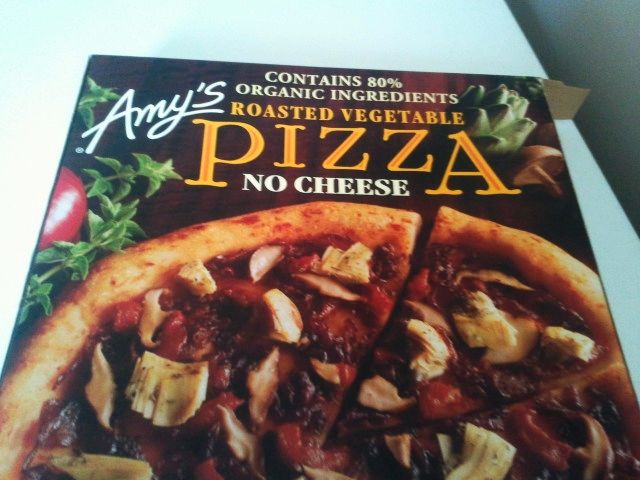 CONTAINS 80%
ORGANIC INGREDIENTS
Amy's ®
ROASTED VEGETABLE
PIZZA
NO CHEESE